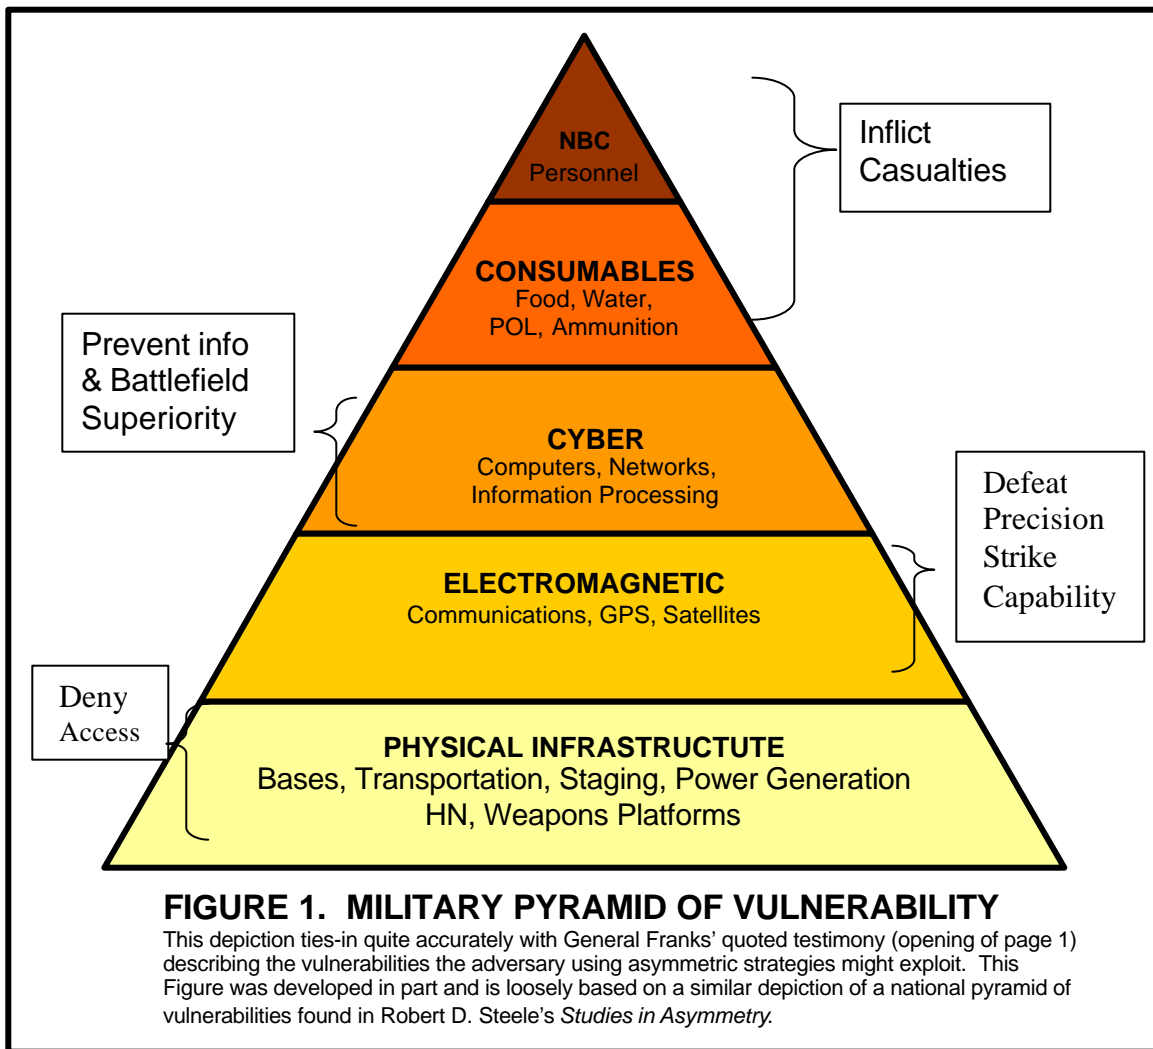 NBC
Personnel
Inflict
Casualties
CONSUMABLES
Food, Water,
POL, Ammunition
Prevent info
& Battlefield
Superiority
CYBER
Computers, Networks,
Information Processing
Defeat
Precision
Strike
Capability
ELECTROMAGNETIC
Communications, GPS, Satellites
Deny
Access
PHYSICAL INFRASTRUCTUTE
Bases, Transportation, Staging, Power Generation
HN, Weapons Platforms
FIGURE 1.  MILITARY PYRAMID OF VULNERABILITY
This depiction ties-in quite accurately with General Franks’ quoted testimony (opening of page 1)
describing the vulnerabilities the adversary using asymmetric strategies might exploit.  This
Figure was developed in part and is loosely based on a similar depiction of a national pyramid of
vulnerabilities found in Robert D. Steele’s Studies in Asymmetry.